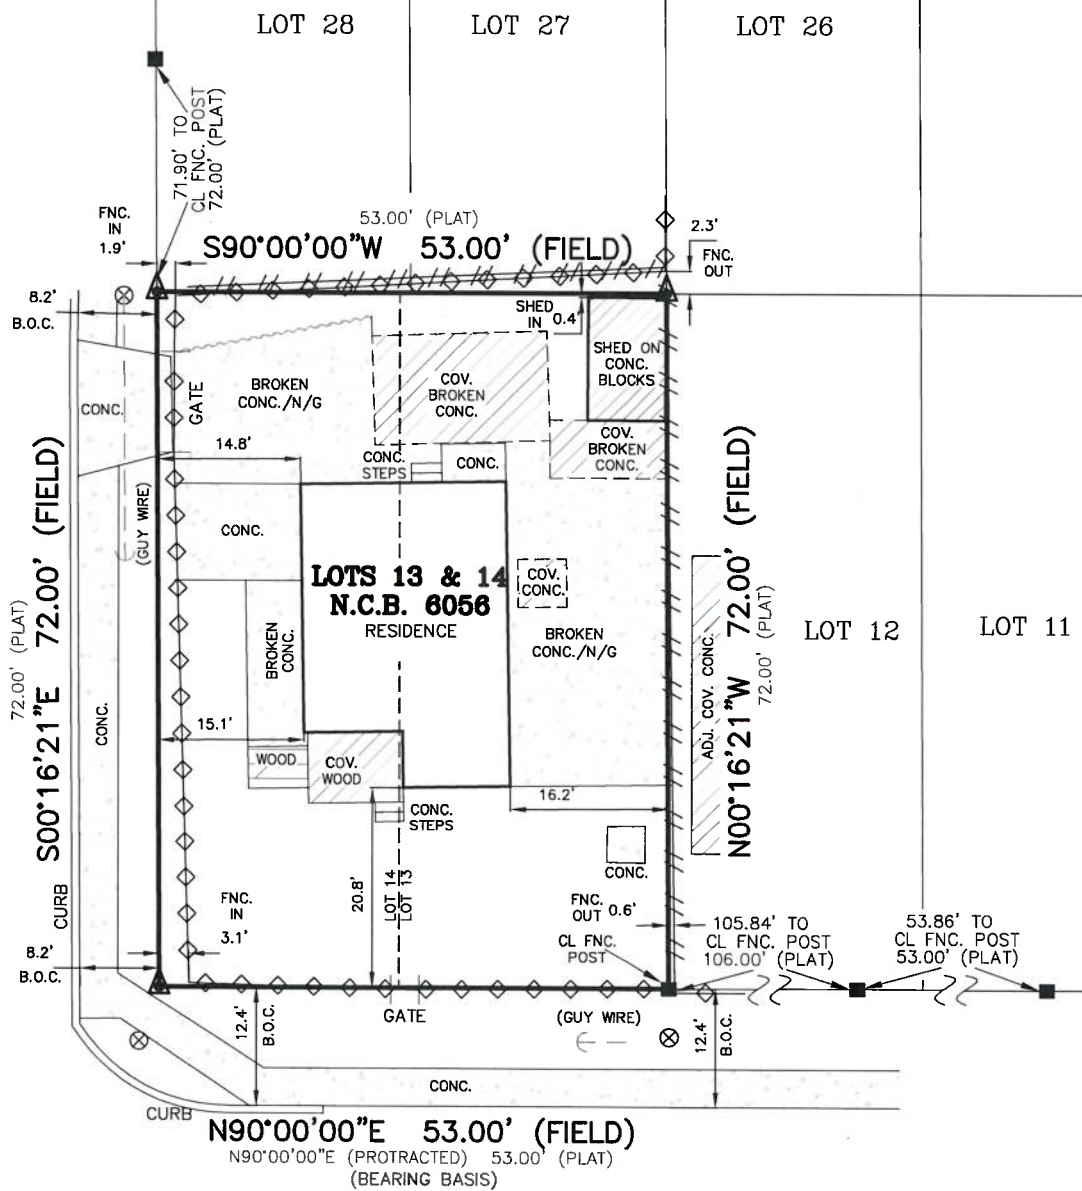 LOT 28
LOT 27
LOT 26
71.90' TO
CL FNC. POST
72.00' (PLAT)
FNC.
IN
1.9'
53.00' (PLAT)
S90°00'00"W 53.00' (FIELD)
2.3'
FNC.
OUT
8.2'
B.O.C.
SHED
IN 0.4'
SHED ON
CONC.
BLOCKS
CONC.
GATE
BROKEN
CONC./N/G
COV.
BROKEN
CONC.
COV.
BROKEN
CONC.
14.8'
CONC.
STEPS
CONC.
(GUY WIRE)
CONC.
LOTS 13 & 14
N.C.B. 6056
RESIDENCE
COV.
CONC.
BROKEN
CONC./N/G
BROKEN
CONC.
72.00' (PLAT)
S00°16'21"E 72.00' (FIELD)
CONC.
ADJ. COV. CONC.
N00°16'21"W 72.00' (FIELD)
72.00' (PLAT)
LOT 12
LOT 11
15.1'
WOOD
COV.
WOOD
CONC.
STEPS
16.2'
CONC.
20.8'
LOT 14
LOT 13
CURB
FNC.
IN
3.1'
FNC.
OUT 0.6'
CL FNC.
POST
105.84' TO
CL FNC. POST
106.00' (PLAT)
53.86' TO
CL FNC. POST
53.00' (PLAT)
8.2'
B.O.C.
12.4'
B.O.C.
GATE
(GUY WIRE)
12.4'
B.O.C.
CONC.
CURB
N90°00'00"E 53.00' (FIELD)
N90°00'00"E (PROTRACTED) 53.00' (PLAT)
(BEARING BASIS)